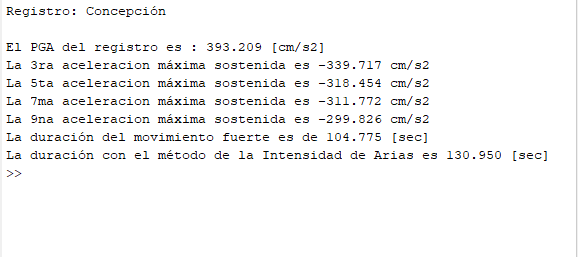 Registro: Concepción
El PGA del registro es : 393.209 [cm/s2]
La 3ra aceleracion máxima sostenida es -339.717 cm/s2
La 5ta aceleracion máxima sostenida es -318.454 cm/s2
La 7ma aceleracion máxima sostenida es -311.772 cm/s2
La 9na aceleracion máxima sostenida es -299.826 cm/s2
La duración del movimiento fuerte es de 104.775 [sec]
La duración con el método de la Intensidad de Arias es 130.950 [sec]
>>